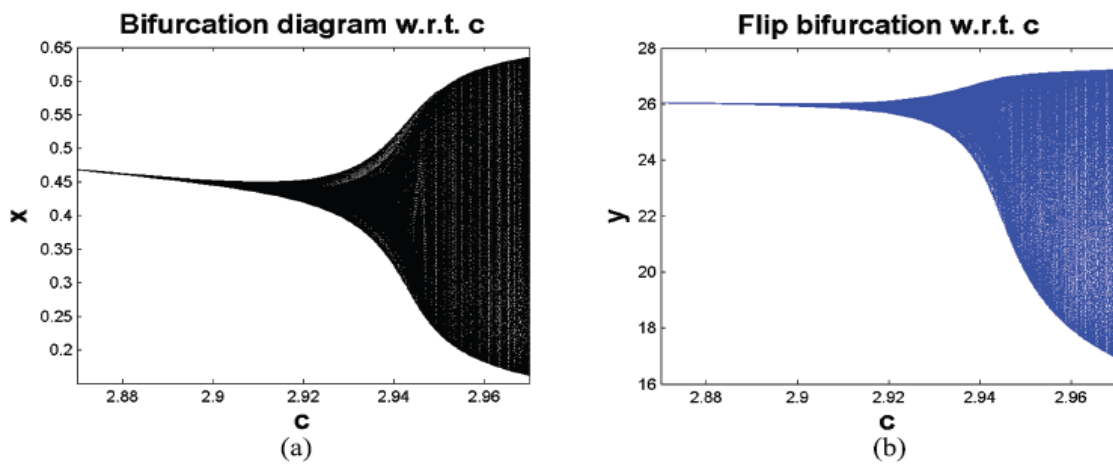 Bifurcation diagram w.r.t. c
0.65
0.6
0.55
0.5
0.45
0.4
0.35
0.3
0.25
0.2
x
2.88 2.9 2.92 2.94 2.96
c
(a)
Flip bifurcation w.r.t. c
28
26
24
22
20
18
16
y
2.88 2.9 2.92 2.94 2.96
c
(b)